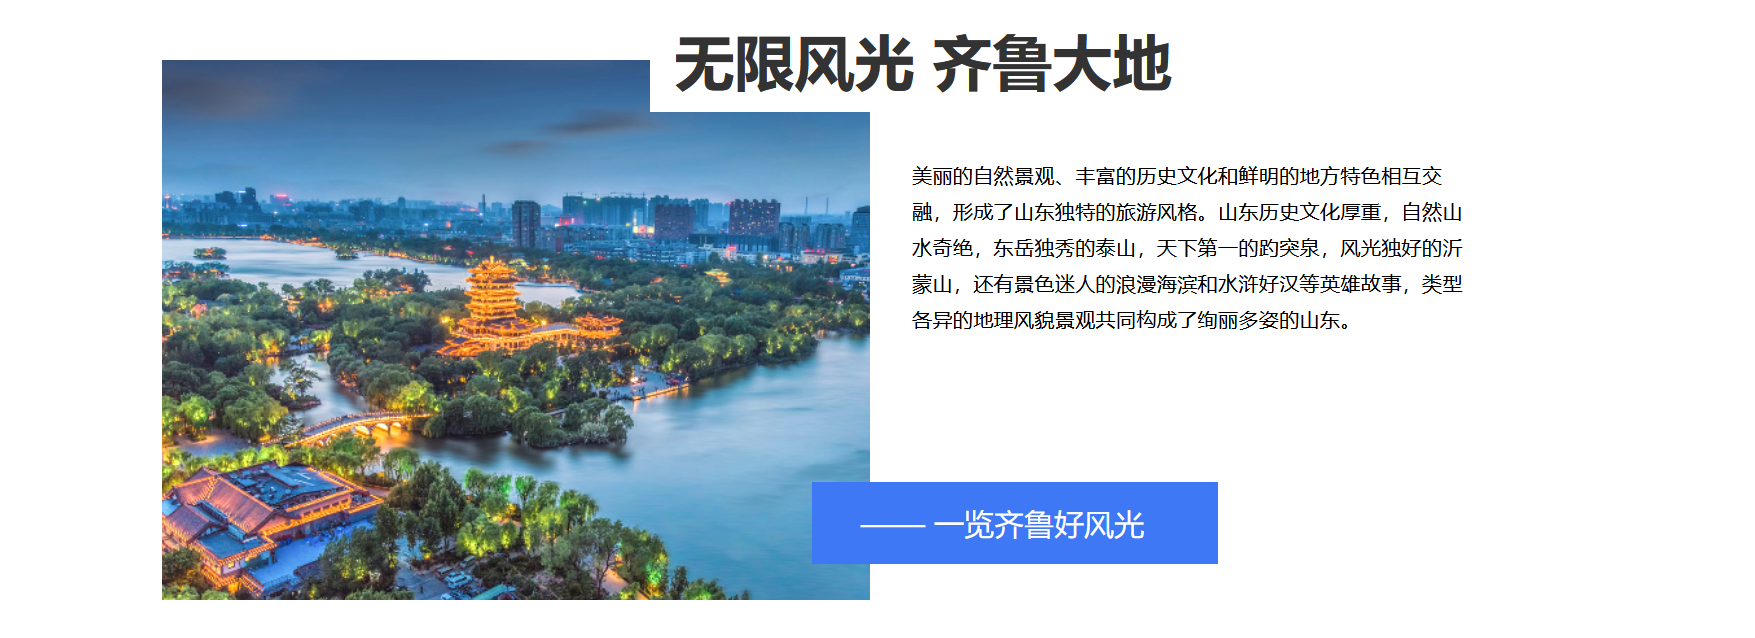 无限风光 齐鲁大地
美丽的自然景观、丰富的历史文化和鲜明的地方特色相互交
融，形成了山东独特的旅游风格。山东历史文化厚重，自然山
水奇绝，东岳独秀的泰山，天下第一的趵突泉，风光独好的沂
蒙山，还有景色迷人的浪漫海滨和水浒好汉等英雄故事，类型
各异的地理风貌景观共同构成了绚丽多姿的山东。
—— 一览齐鲁好风光